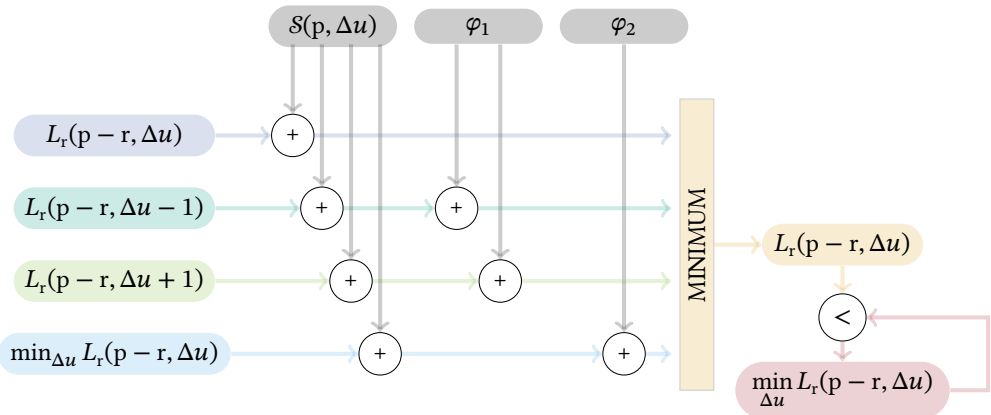 𝒮(p, Δu)
φ₁
φ₂
Lᵣ(p − r, Δu)
+
Lᵣ(p − r, Δu − 1)
+
+
Lᵣ(p − r, Δu + 1)
+
+
min_Δu Lᵣ(p − r, Δu)
+
+
MINIMUM
Lᵣ(p − r, Δu)
<
min Lᵣ(p − r, Δu)
Δu